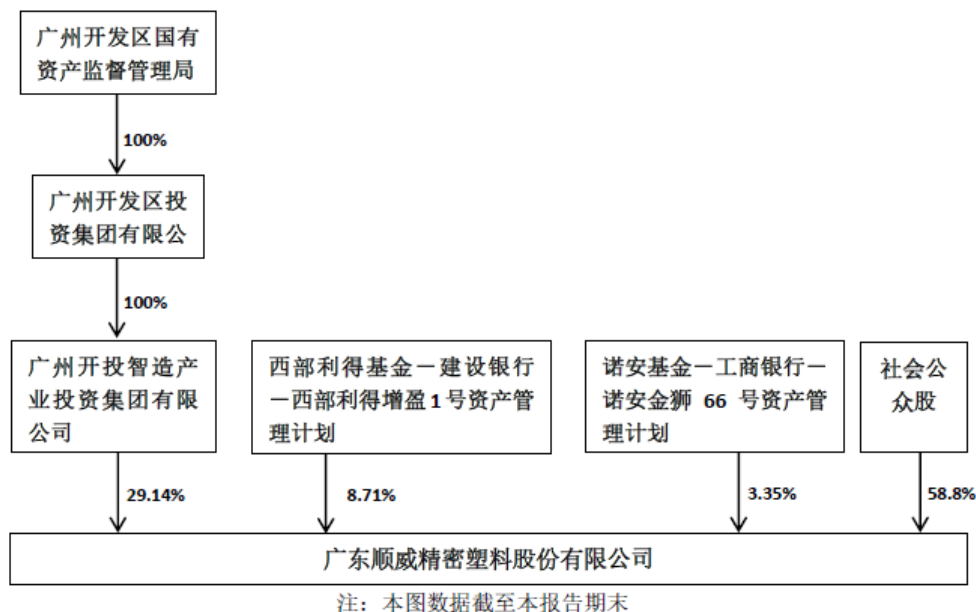 广州开发区国有
资产监督管理局
100%
广州开发区投
资集团有限公
100%
广州开投智造产
业投资集团有限
公司
西部利得基金－建设银行
－西部利得增盈1号资产管
理计划
诺安基金－工商银行－
诺安金狮 66 号资产管
理计划
社会公
众股
29.14%
8.71%
3.35%
58.8%
广东顺威精密塑料股份有限公司
注：本图数据截至本报告期末